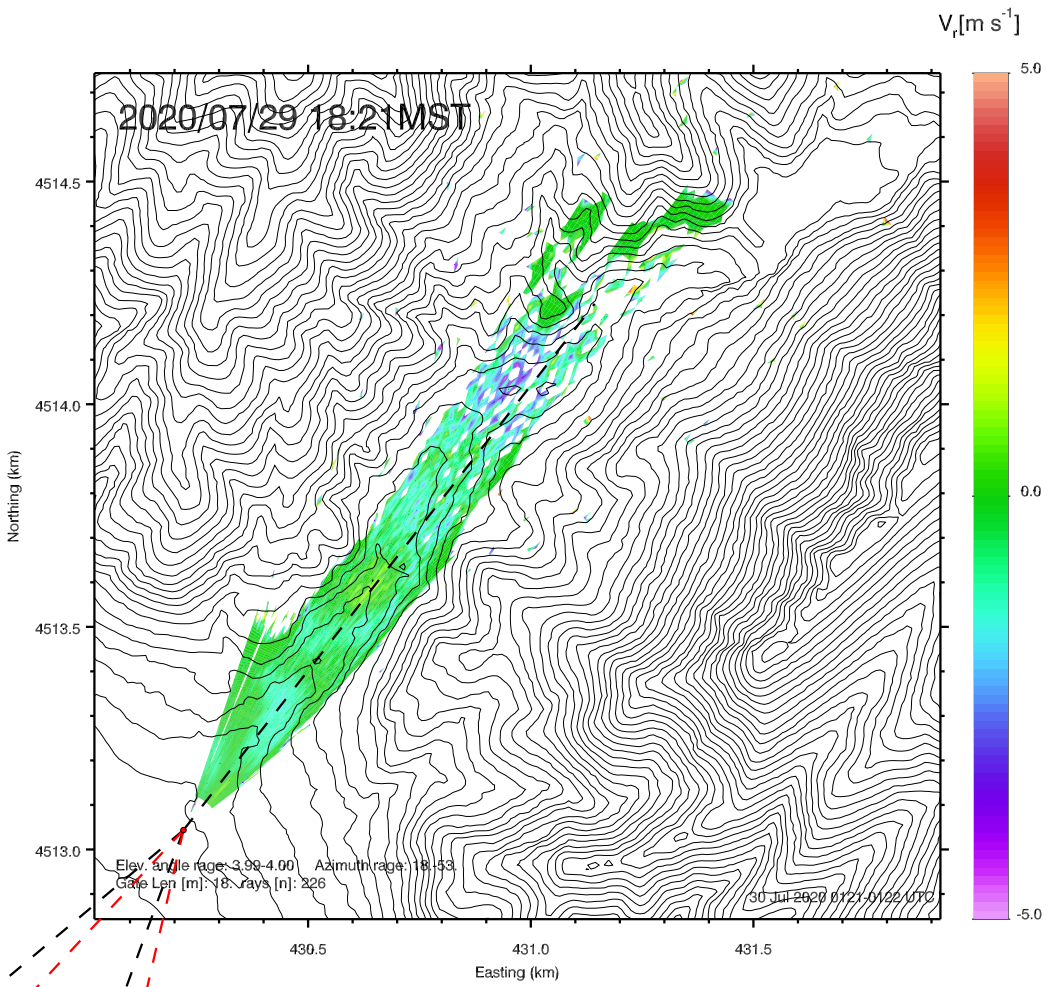 V_r[m s^-1]
5.0
2020/07/29 18:21MST
4514.5
4514.0
0.0
Northing (km)
4513.5
4513.0
Elev. angle rage: 3.99-4.00 Azimuth rage: 18.-53.
Gate Len [m]: 18. rays [n]: 226
30 Jul 2020 0121-0122 UTC
-5.0
430.5 431.0 431.5
Easting (km)